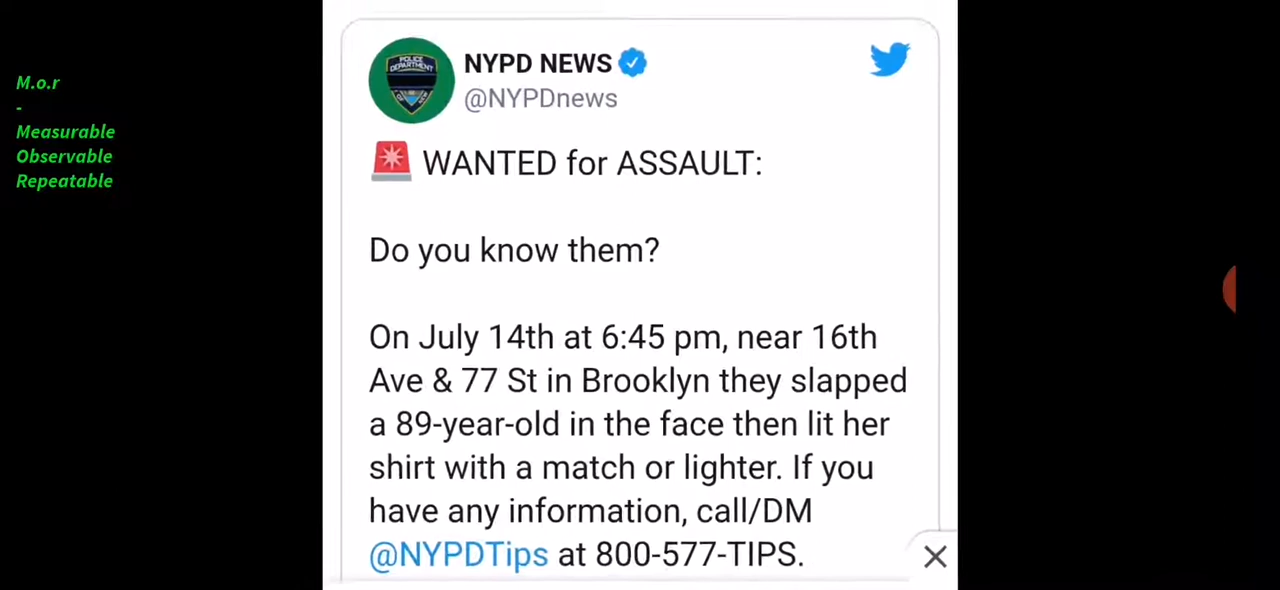 M.o.r
-
Measurable
Observable
Repeatable
NYPD NEWS
@NYPDnews
🚨 WANTED for ASSAULT:
Do you know them?
On July 14th at 6:45 pm, near 16th
Ave & 77 St in Brooklyn they slapped
a 89-year-old in the face then lit her
shirt with a match or lighter. If you
have any information, call/DM
@NYPDTips at 800-577-TIPS.